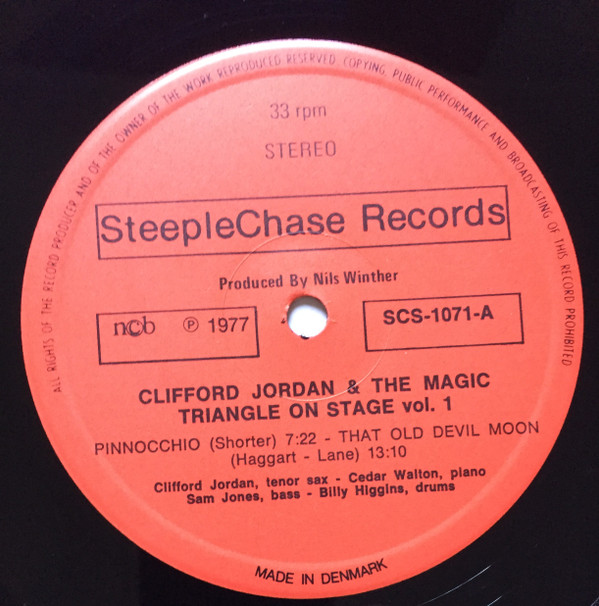 ALL RIGHTS OF THE RECORD PRODUCER AND OF THE OWNER OF THE WORK REPRODUCED RESERVED. COPYING, PUBLIC PERFORMANCE AND BROADCASTING OF THIS RECORD PROHIBITED
33 rpm
STEREO
SteepleChase Records
Produced By Nils Winther
ncb ℗ 1977
SCS-1071-A
CLIFFORD JORDAN & THE MAGIC
TRIANGLE ON STAGE vol. 1
PINNOCCHIO (Shorter) 7:22 - THAT OLD DEVIL MOON
(Haggart - Lane) 13:10
Clifford Jordan, tenor sax - Cedar Walton, piano
Sam Jones, bass - Billy Higgins, drums
MADE IN DENMARK